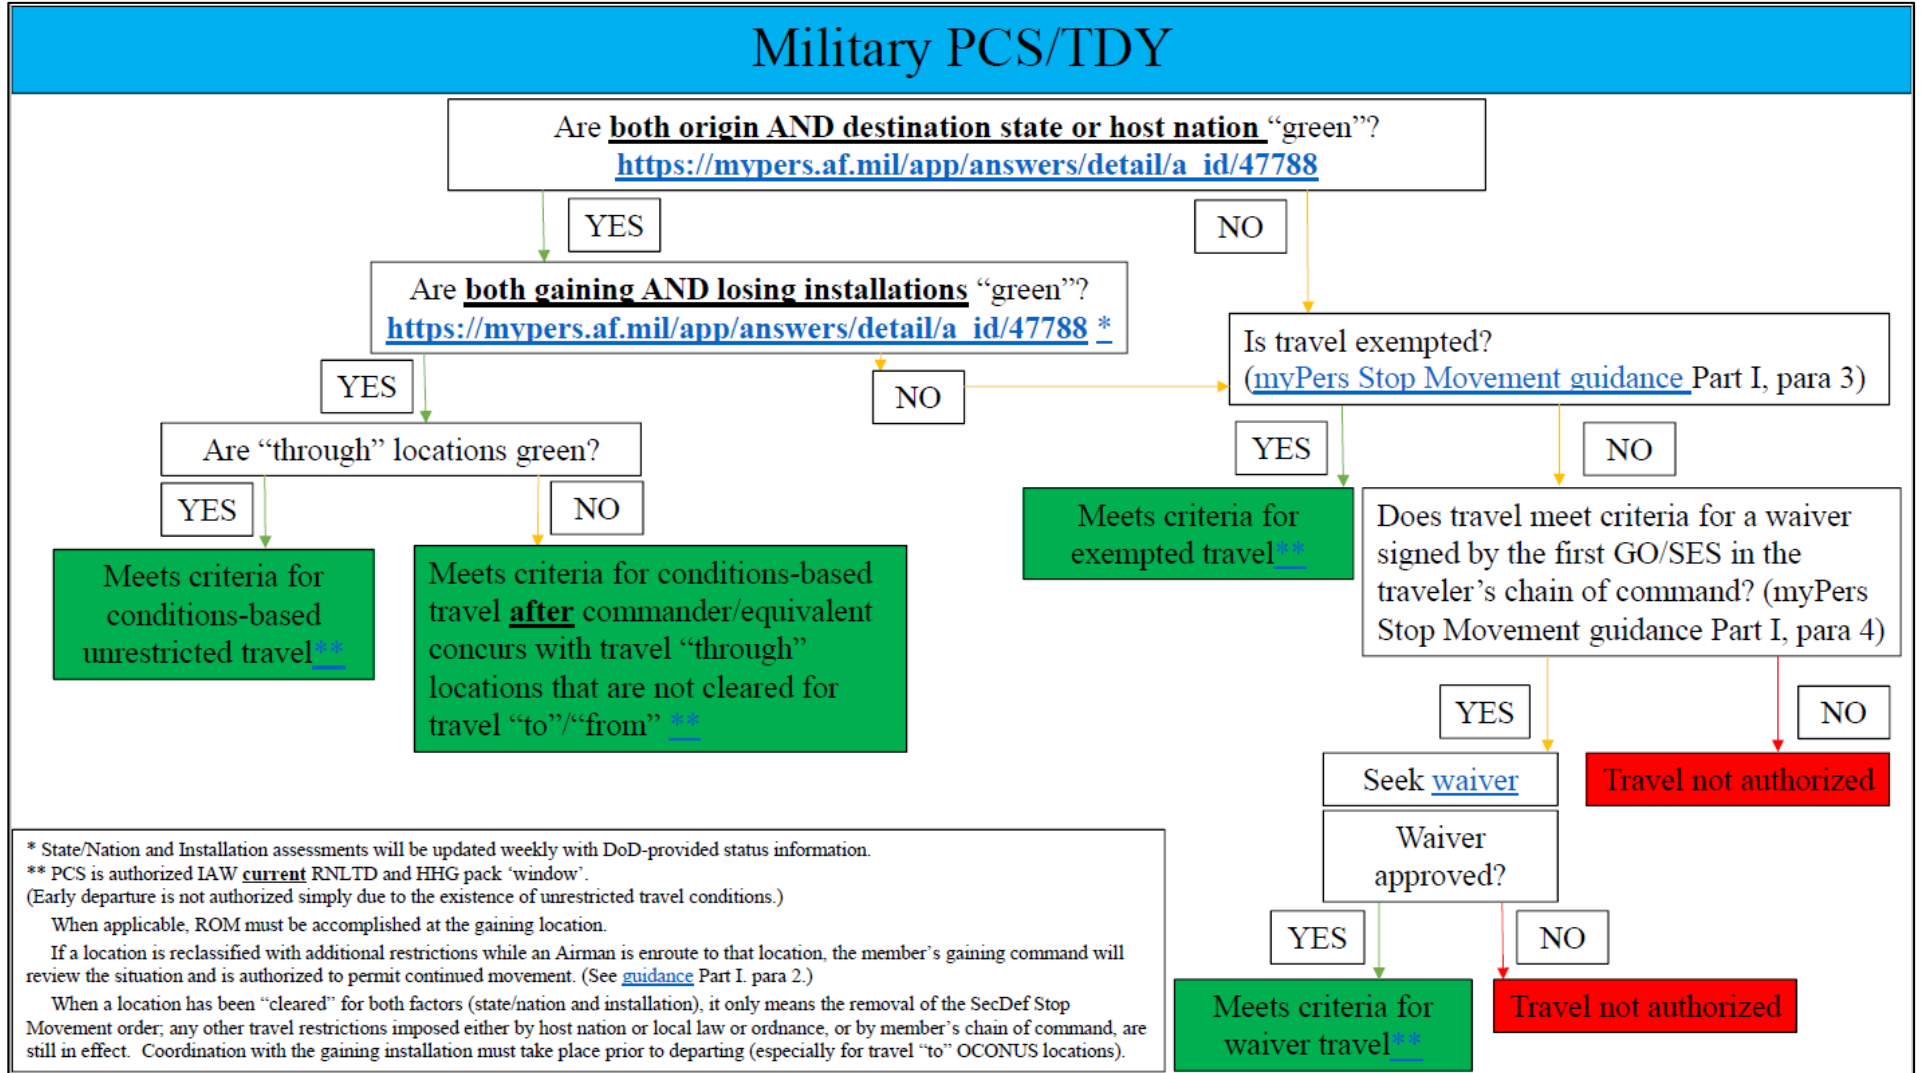 Military PCS/TDY
Are both origin AND destination state or host nation “green”?
https://mypers.af.mil/app/answers/detail/a_id/47788
YES
NO
Are both gaining AND losing installations “green”?
https://mypers.af.mil/app/answers/detail/a_id/47788 *
YES
NO
Is travel exempted?
(myPers Stop Movement guidance Part I, para 3)
Are “through” locations green?
YES
NO
YES
NO
Meets criteria for
conditions-based
unrestricted travel**
Meets criteria for conditions-based
travel after commander/equivalent
concurs with travel “through”
locations that are not cleared for
travel “to”/“from” **
Meets criteria for
exempted travel**
Does travel meet criteria for a waiver
signed by the first GO/SES in the
traveler’s chain of command? (myPers
Stop Movement guidance Part I, para 4)
YES
NO
Seek waiver
Travel not authorized
Waiver
approved?
YES
NO
Meets criteria for
waiver travel**
Travel not authorized
* State/Nation and Installation assessments will be updated weekly with DoD-provided status information.
** PCS is authorized IAW current RNLTD and HHG pack ‘window’.
(Early departure is not authorized simply due to the existence of unrestricted travel conditions.)
When applicable, ROM must be accomplished at the gaining location.
If a location is reclassified with additional restrictions while an Airman is enroute to that location, the member’s gaining command will
review the situation and is authorized to permit continued movement. (See guidance Part I. para 2.)
When a location has been “cleared” for both factors (state/nation and installation), it only means the removal of the SecDef Stop
Movement order; any other travel restrictions imposed either by host nation or local law or ordnance, or by member’s chain of command, are
still in effect.  Coordination with the gaining installation must take place prior to departing (especially for travel “to” OCONUS locations).